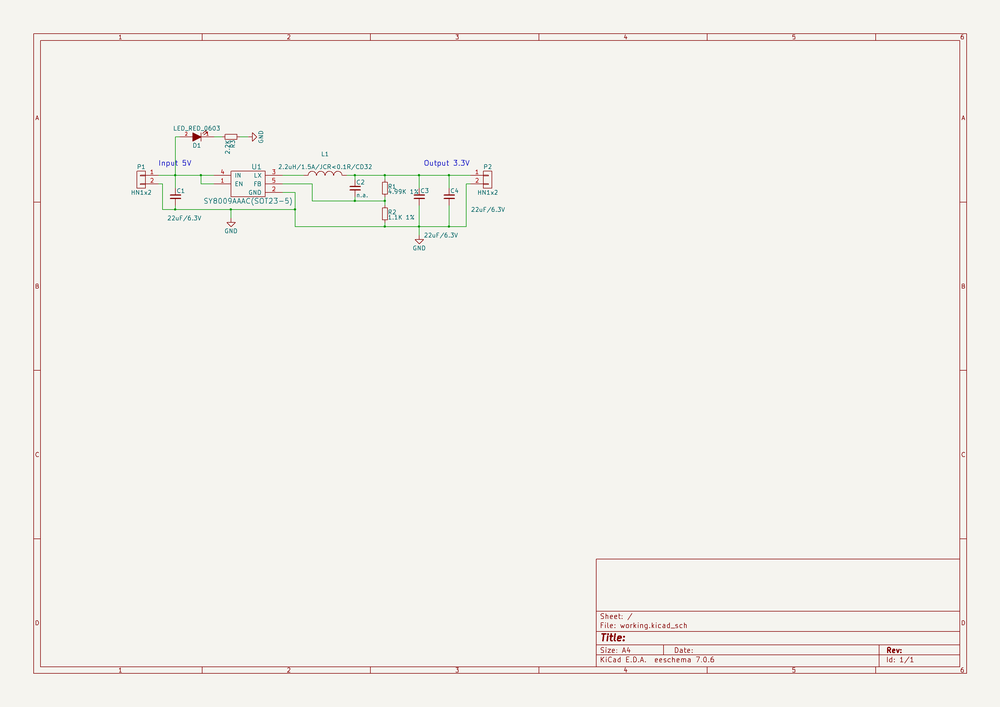 1 2 3 4 5 6
A A
LED_RED_0603
2 1
D1
2.2K
R3
GND
Input 5V
Output 3.3V
P1
1
2
HN1x2
C1
22uF/6.3V
U1
4 IN LX 3
1 EN FB 5
GND 2
SY8009AAAC(SOT23-5)
GND
L1
2.2uH/1.5A/JCR<0.1R/CD32
C2
n.a.
R1
4.99K 1%
R2
1.1K 1%
C3
22uF/6.3V
GND
C4
22uF/6.3V
P2
1
2
HN1x2
B B
C C
D D
Sheet: /
File: working.kicad_sch
Title:
Size: A4 Date: Rev:
KiCad E.D.A. eeschema 7.0.6 Id: 1/1
1 2 3 4 5 6